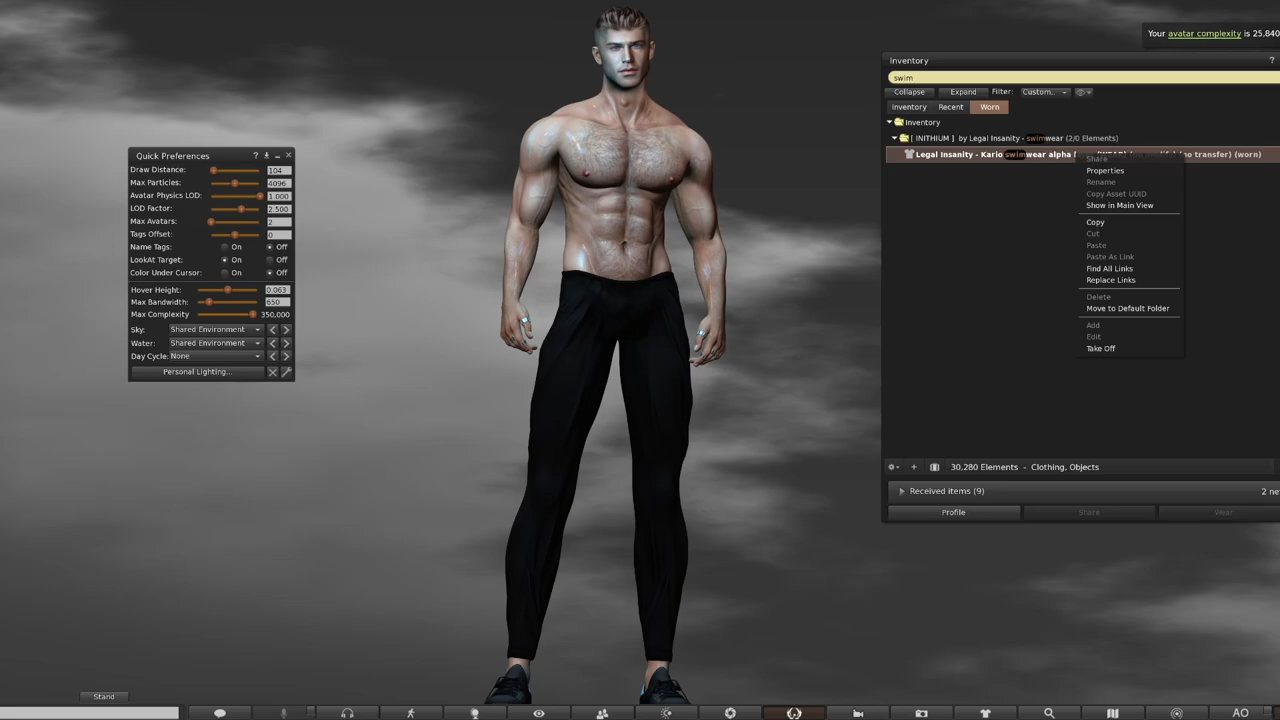 Your avatar complexity is 25,840
Inventory
?
swim
Collapse
Expand
Filter:
Custom..
Inventory
Recent
Worn
Inventory
[ INITHIUM ] by Legal Insanity - swimwear (2/0 Elements)
Legal Insanity - Kario swimwear alpha
(no transfer) (worn)
Share
Properties
Rename
Copy Asset UUID
Show in Main View
Copy
Cut
Paste
Paste As Link
Find All Links
Replace Links
Delete
Move to Default Folder
Add
Edit
Take Off
30,280 Elements - Clothing, Objects
Received items (9)
2 ne
Profile
Share
Wear
Quick Preferences
?
Draw Distance: 104
Max Particles: 4096
Avatar Physics LOD: 1.000
LOD Factor: 2.500
Max Avatars: 2
Tags Offset: 0
Name Tags: On Off
LookAt Target: On Off
Color Under Cursor: On Off
Hover Height: 0.063
Max Bandwidth: 650
Max Complexity 350,000
Sky: Shared Environment
Water: Shared Environment
Day Cycle: None
Personal Lighting...
Stand
AO